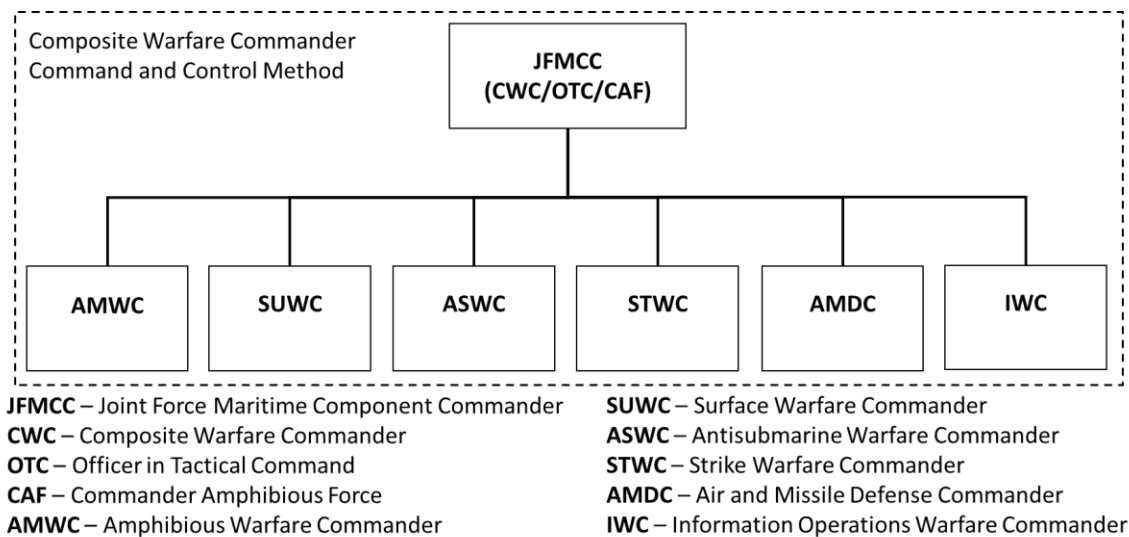 Composite Warfare Commander
Command and Control Method
JFMCC
(CWC/OTC/CAF)
AMWC
SUWC
ASWC
STWC
AMDC
IWC
JFMCC – Joint Force Maritime Component Commander
CWC – Composite Warfare Commander
OTC – Officer in Tactical Command
CAF – Commander Amphibious Force
AMWC – Amphibious Warfare Commander
SUWC – Surface Warfare Commander
ASWC – Antisubmarine Warfare Commander
STWC – Strike Warfare Commander
AMDC – Air and Missile Defense Commander
IWC – Information Operations Warfare Commander